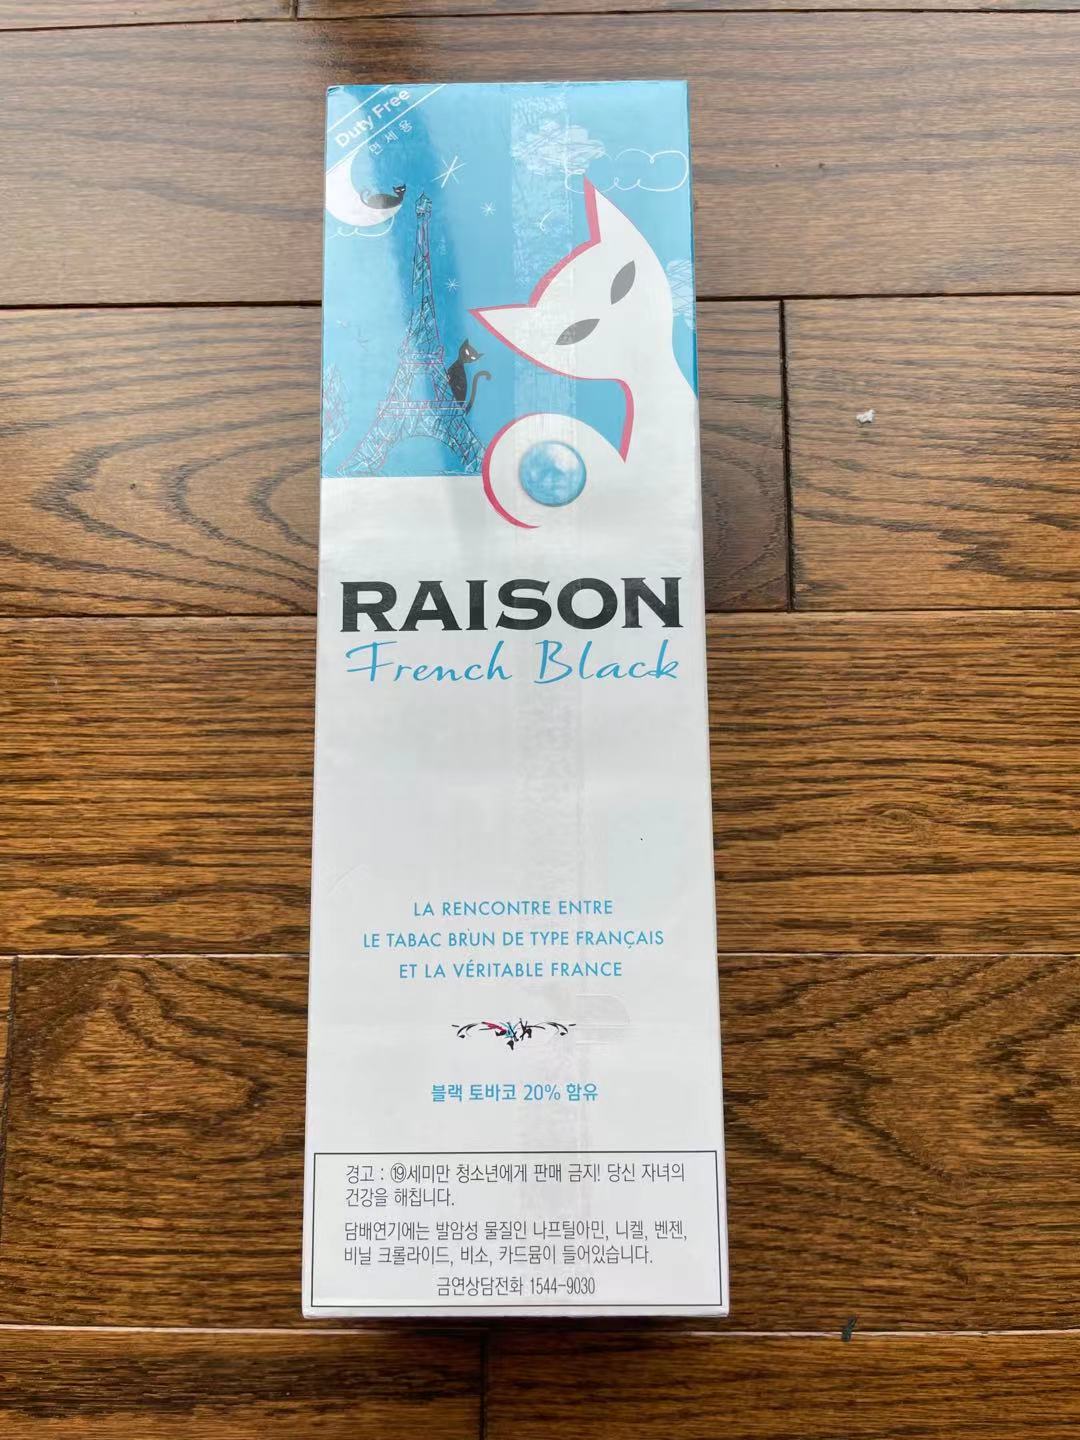 Duty Free
면세용
RAISON
French Black
LA RENCONTRE ENTRE
LE TABAC BRUN DE TYPE FRANÇAIS
ET LA VÉRITABLE FRANCE
블랙 토바코 20% 함유
경고 : ⑲세미만 청소년에게 판매 금지! 당신 자녀의
건강을 해칩니다.
담배연기에는 발암성 물질인 나프틸아민, 니켈, 벤젠,
비닐 크롤라이드, 비소, 카드뮴이 들어있습니다.
금연상담전화 1544-9030